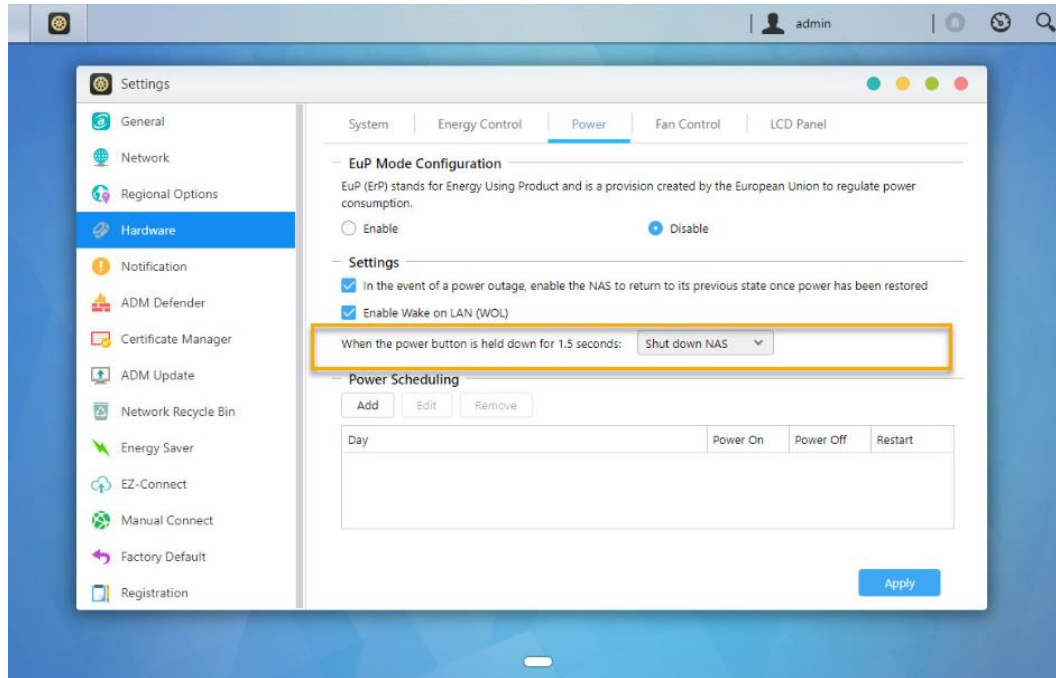 admin
Settings
General
Network
Regional Options
Hardware
Notification
ADM Defender
Certificate Manager
ADM Update
Network Recycle Bin
Energy Saver
EZ-Connect
Manual Connect
Factory Default
Registration
System Energy Control Power Fan Control LCD Panel
EuP Mode Configuration
EuP (ErP) stands for Energy Using Product and is a provision created by the European Union to regulate power
consumption.
Enable Disable
Settings
In the event of a power outage, enable the NAS to return to its previous state once power has been restored
Enable Wake on LAN (WOL)
When the power button is held down for 1.5 seconds: Shut down NAS
Power Scheduling
Add Edit Remove
Day Power On Power Off Restart
Apply